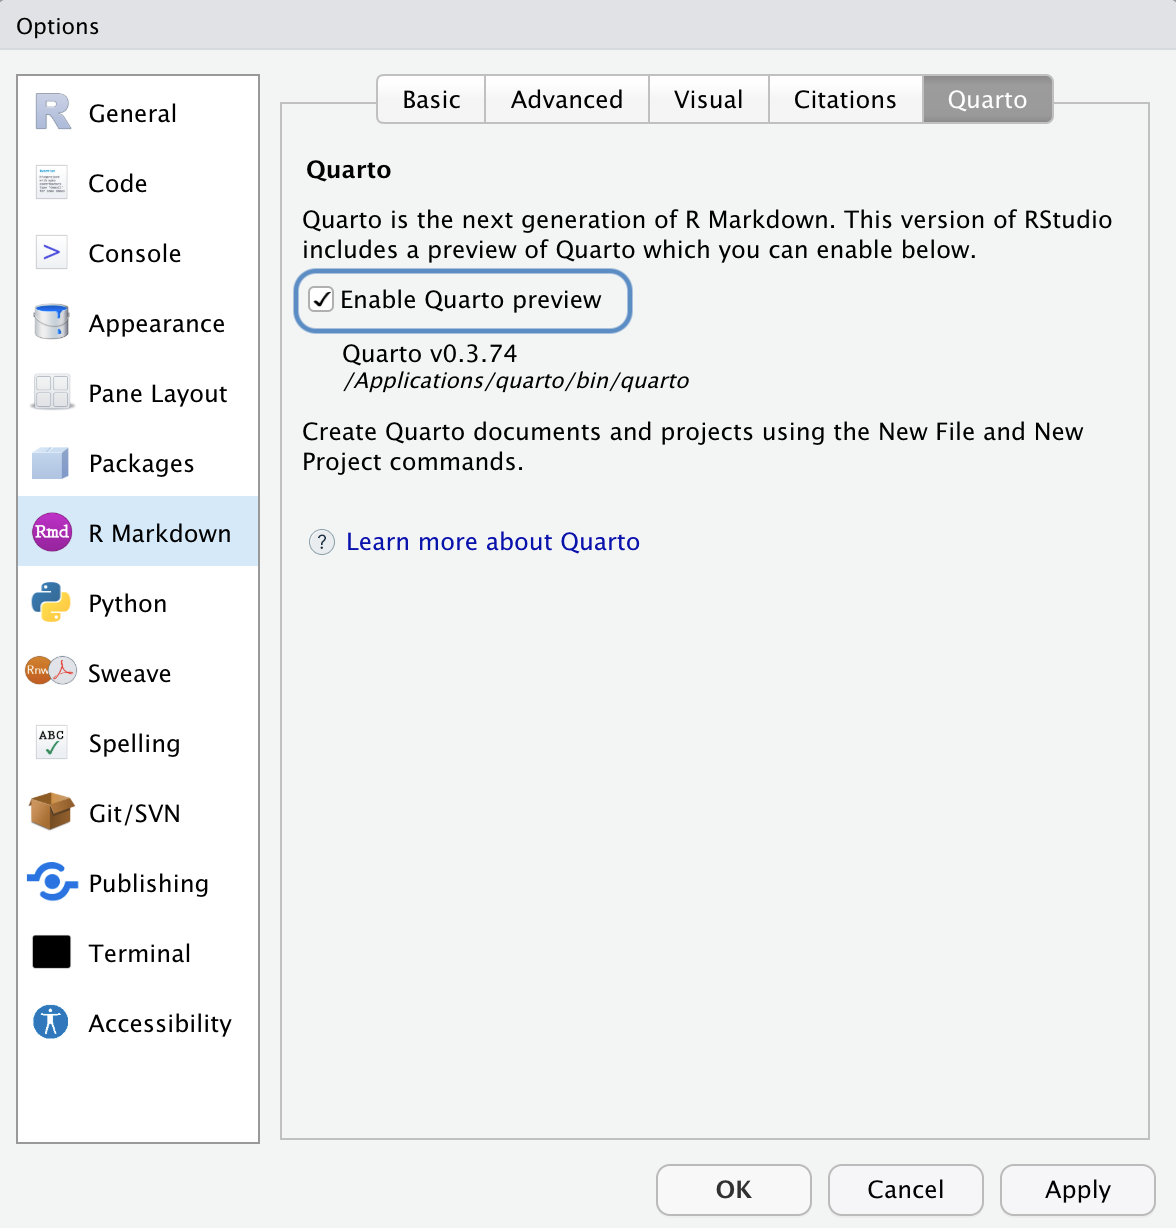 Options
R General
Code
> Console
Appearance
Pane Layout
Packages
Rmd R Markdown
Python
Rnw Sweave
ABC Spelling
Git/SVN
Publishing
Terminal
Accessibility
Basic Advanced Visual Citations Quarto
Quarto
Quarto is the next generation of R Markdown. This version of RStudio
includes a preview of Quarto which you can enable below.
Enable Quarto preview
Quarto v0.3.74
/Applications/quarto/bin/quarto
Create Quarto documents and projects using the New File and New
Project commands.
? Learn more about Quarto
OK Cancel Apply